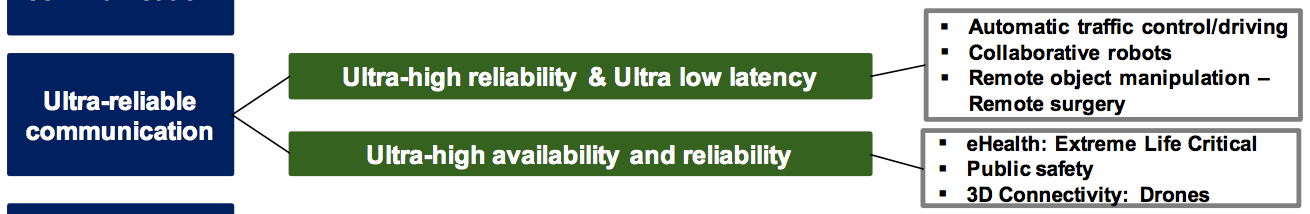 Ultra-reliable
communication
Ultra-high reliability & Ultra low latency
▪ Automatic traffic control/driving
▪ Collaborative robots
▪ Remote object manipulation –
Remote surgery
Ultra-high availability and reliability
▪ eHealth: Extreme Life Critical
▪ Public safety
▪ 3D Connectivity: Drones